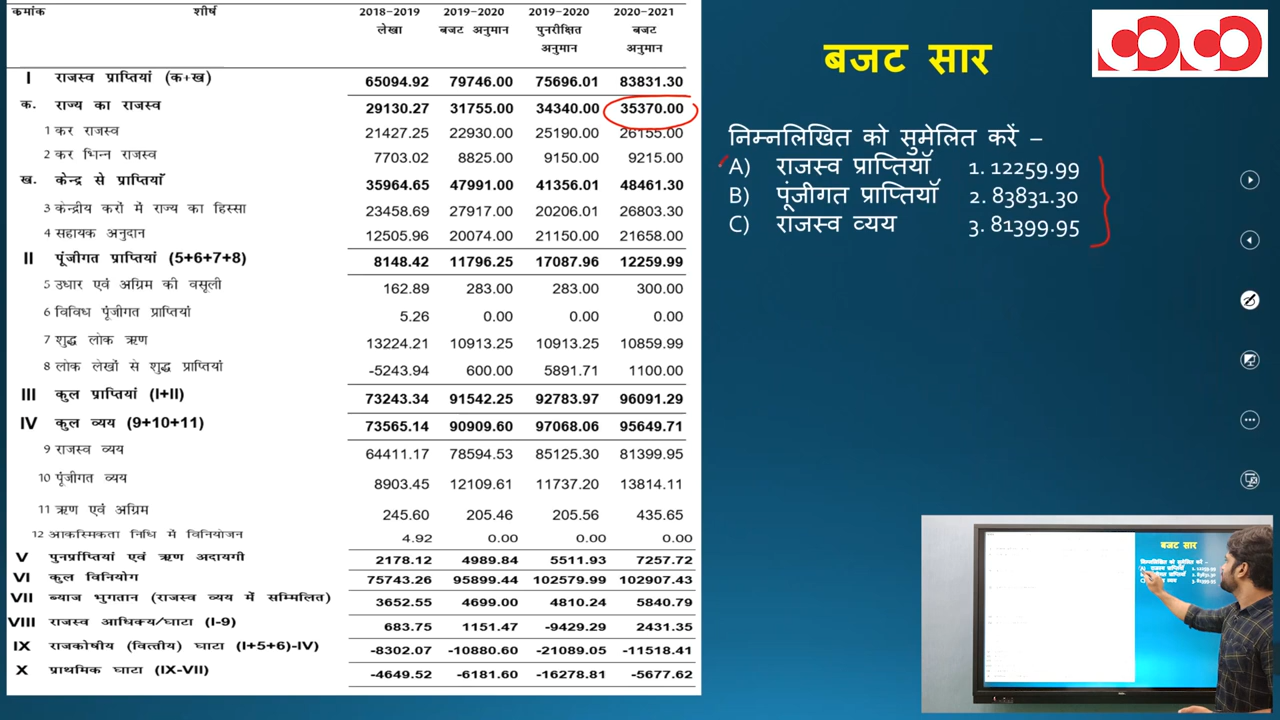 क्रमांक शीर्ष 2018-2019 2019-2020 2019-2020 2020-2021
लेखा बजट अनुमान पुनरीक्षित बजट
अनुमान अनुमान
I राजस्व प्राप्तियां (क+ख) 65094.92 79746.00 75696.01 83831.30
क. राज्य का राजस्व 29130.27 31755.00 34340.00 35370.00
1 कर राजस्व 21427.25 22930.00 25190.00 26155.00
2 कर भिन्न राजस्व 7703.02 8825.00 9150.00 9215.00
ख. केन्द्र से प्राप्तियाँ 35964.65 47991.00 41356.01 48461.30
3 केन्द्रीय करों में राज्य का हिस्सा 23458.69 27917.00 20206.01 26803.30
4 सहायक अनुदान 12505.96 20074.00 21150.00 21658.00
II पूंजीगत प्राप्तियां (5+6+7+8) 8148.42 11796.25 17087.96 12259.99
5 उधार एवं अग्रिम की वसूली 162.89 283.00 283.00 300.00
6 विविध पूंजीगत प्राप्तियां 5.26 0.00 0.00 0.00
7 शुद्ध लोक ऋण 13224.21 10913.25 10913.25 10859.99
8 लोक लेखों से शुद्ध प्राप्तियां -5243.94 600.00 5891.71 1100.00
III कुल प्राप्तियां (I+II) 73243.34 91542.25 92783.97 96091.29
IV कुल व्यय (9+10+11) 73565.14 90909.60 97068.06 95649.71
9 राजस्व व्यय 64411.17 78594.53 85125.30 81399.95
10 पूंजीगत व्यय 8903.45 12109.61 11737.20 13814.11
11 ऋण एवं अग्रिम 245.60 205.46 205.56 435.65
12 आकस्मिकता निधि में विनियोजन 4.92 0.00 0.00 0.00
V पुनर्प्राप्तियां एवं ऋण अदायगी 2178.12 4989.84 5511.93 7257.72
VI कुल विनियोग 75743.26 95899.44 102579.99 102907.43
VII ब्याज भुगतान (राजस्व व्यय में सम्मिलित) 3652.55 4699.00 4810.24 5840.79
VIII राजस्व आधिक्य/घाटा (I-9) 683.75 1151.47 -9429.29 2431.35
IX राजकोषीय (वित्तीय) घाटा (I+5+6)-IV) -8302.07 -10880.60 -21089.05 -11518.41
X प्राथमिक घाटा (IX-VII) -4649.52 -6181.60 -16278.81 -5677.62
बजट सार
निम्नलिखित को सुमेलित करें –
A) राजस्व प्राप्तियाँ 1. 12259.99
B) पूंजीगत प्राप्तियाँ 2. 83831.30
C) राजस्व व्यय 3. 81399.95
बजट सार
निम्नलिखित को सुमेलित करें –